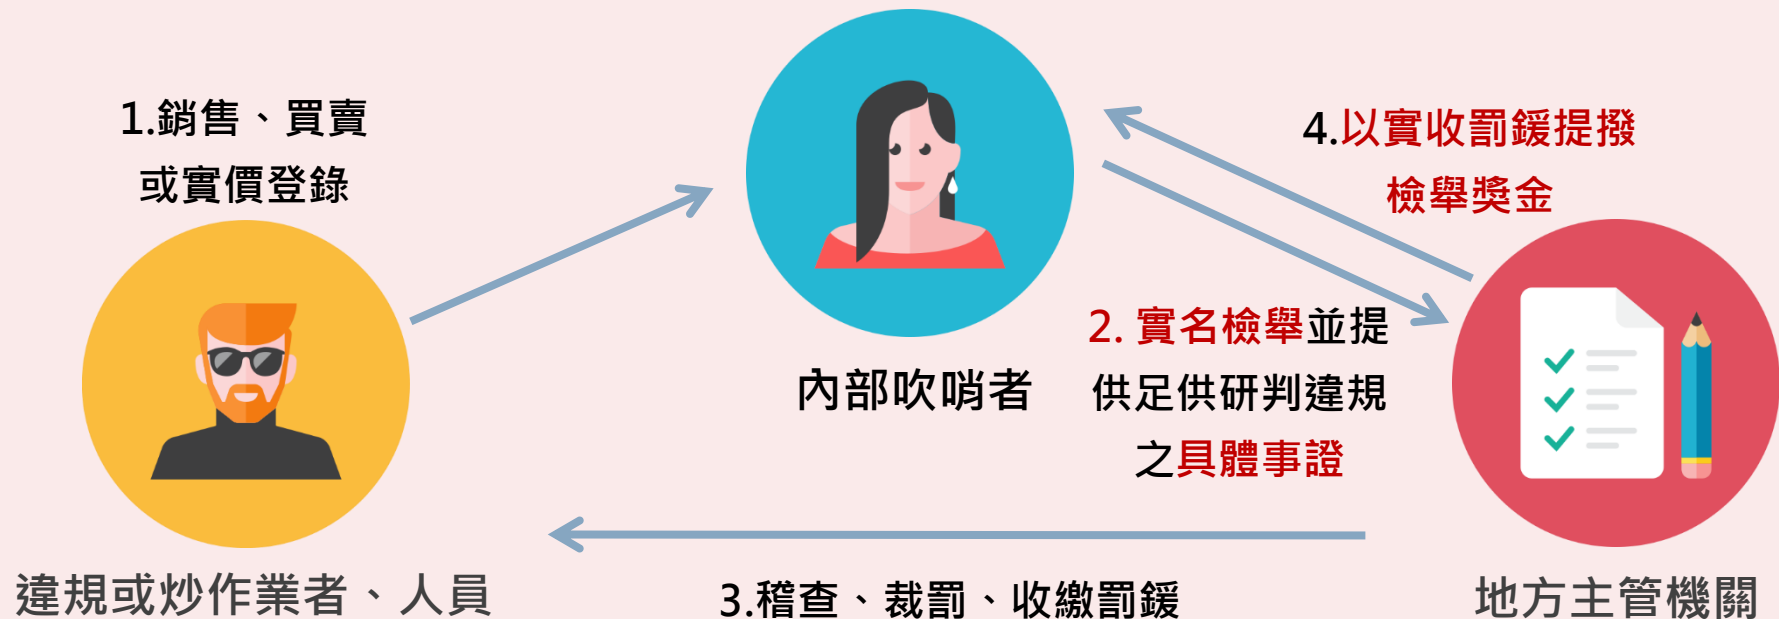 1.銷售、買賣
或實價登錄
4.以實收罰鍰提撥
檢舉獎金
2. 實名檢舉並提
供足供研判違規
之具體事證
內部吹哨者
違規或炒作業者、人員
3.稽查、裁罰、收繳罰鍰
地方主管機關